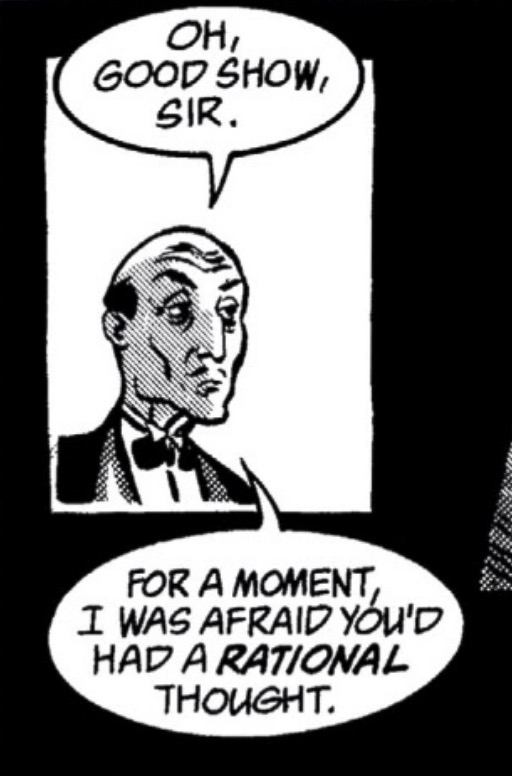 OH,
GOOD SHOW,
SIR.
FOR A MOMENT,
I WAS AFRAID YOU'D
HAD A RATIONAL
THOUGHT.